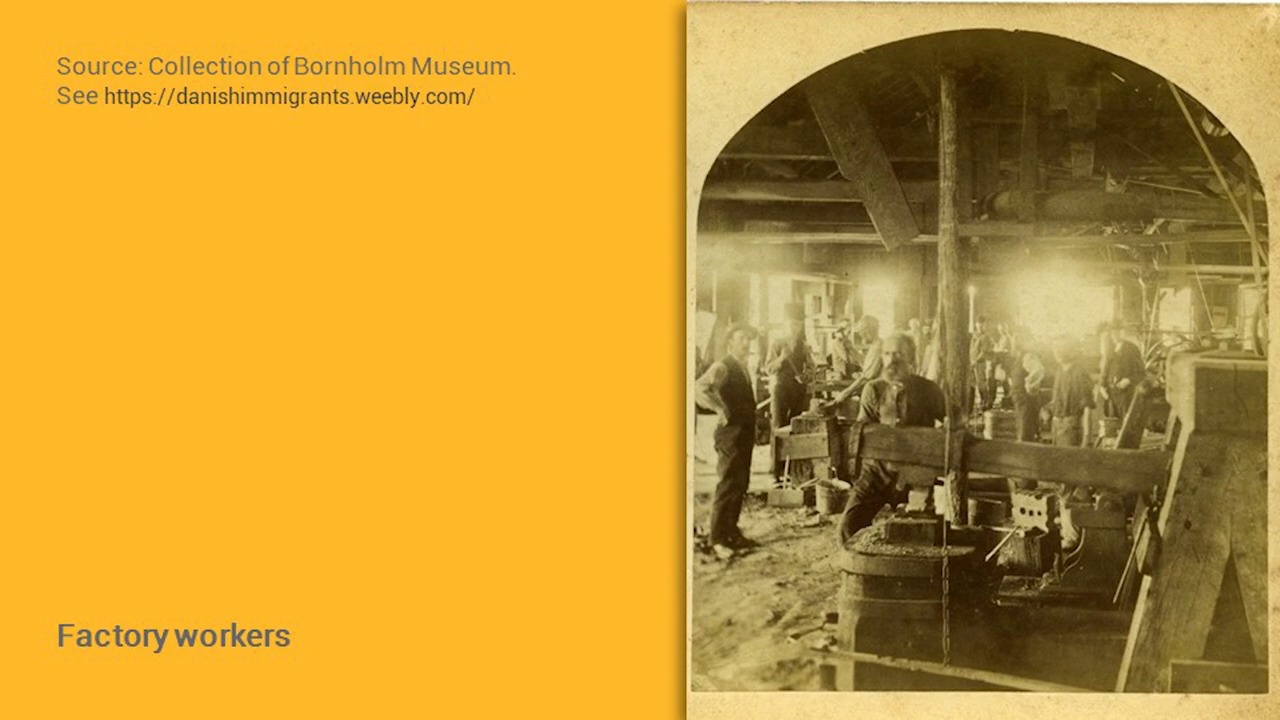 Source: Collection of Bornholm Museum.
See https://danishimmigrants.weebly.com/
Factory workers